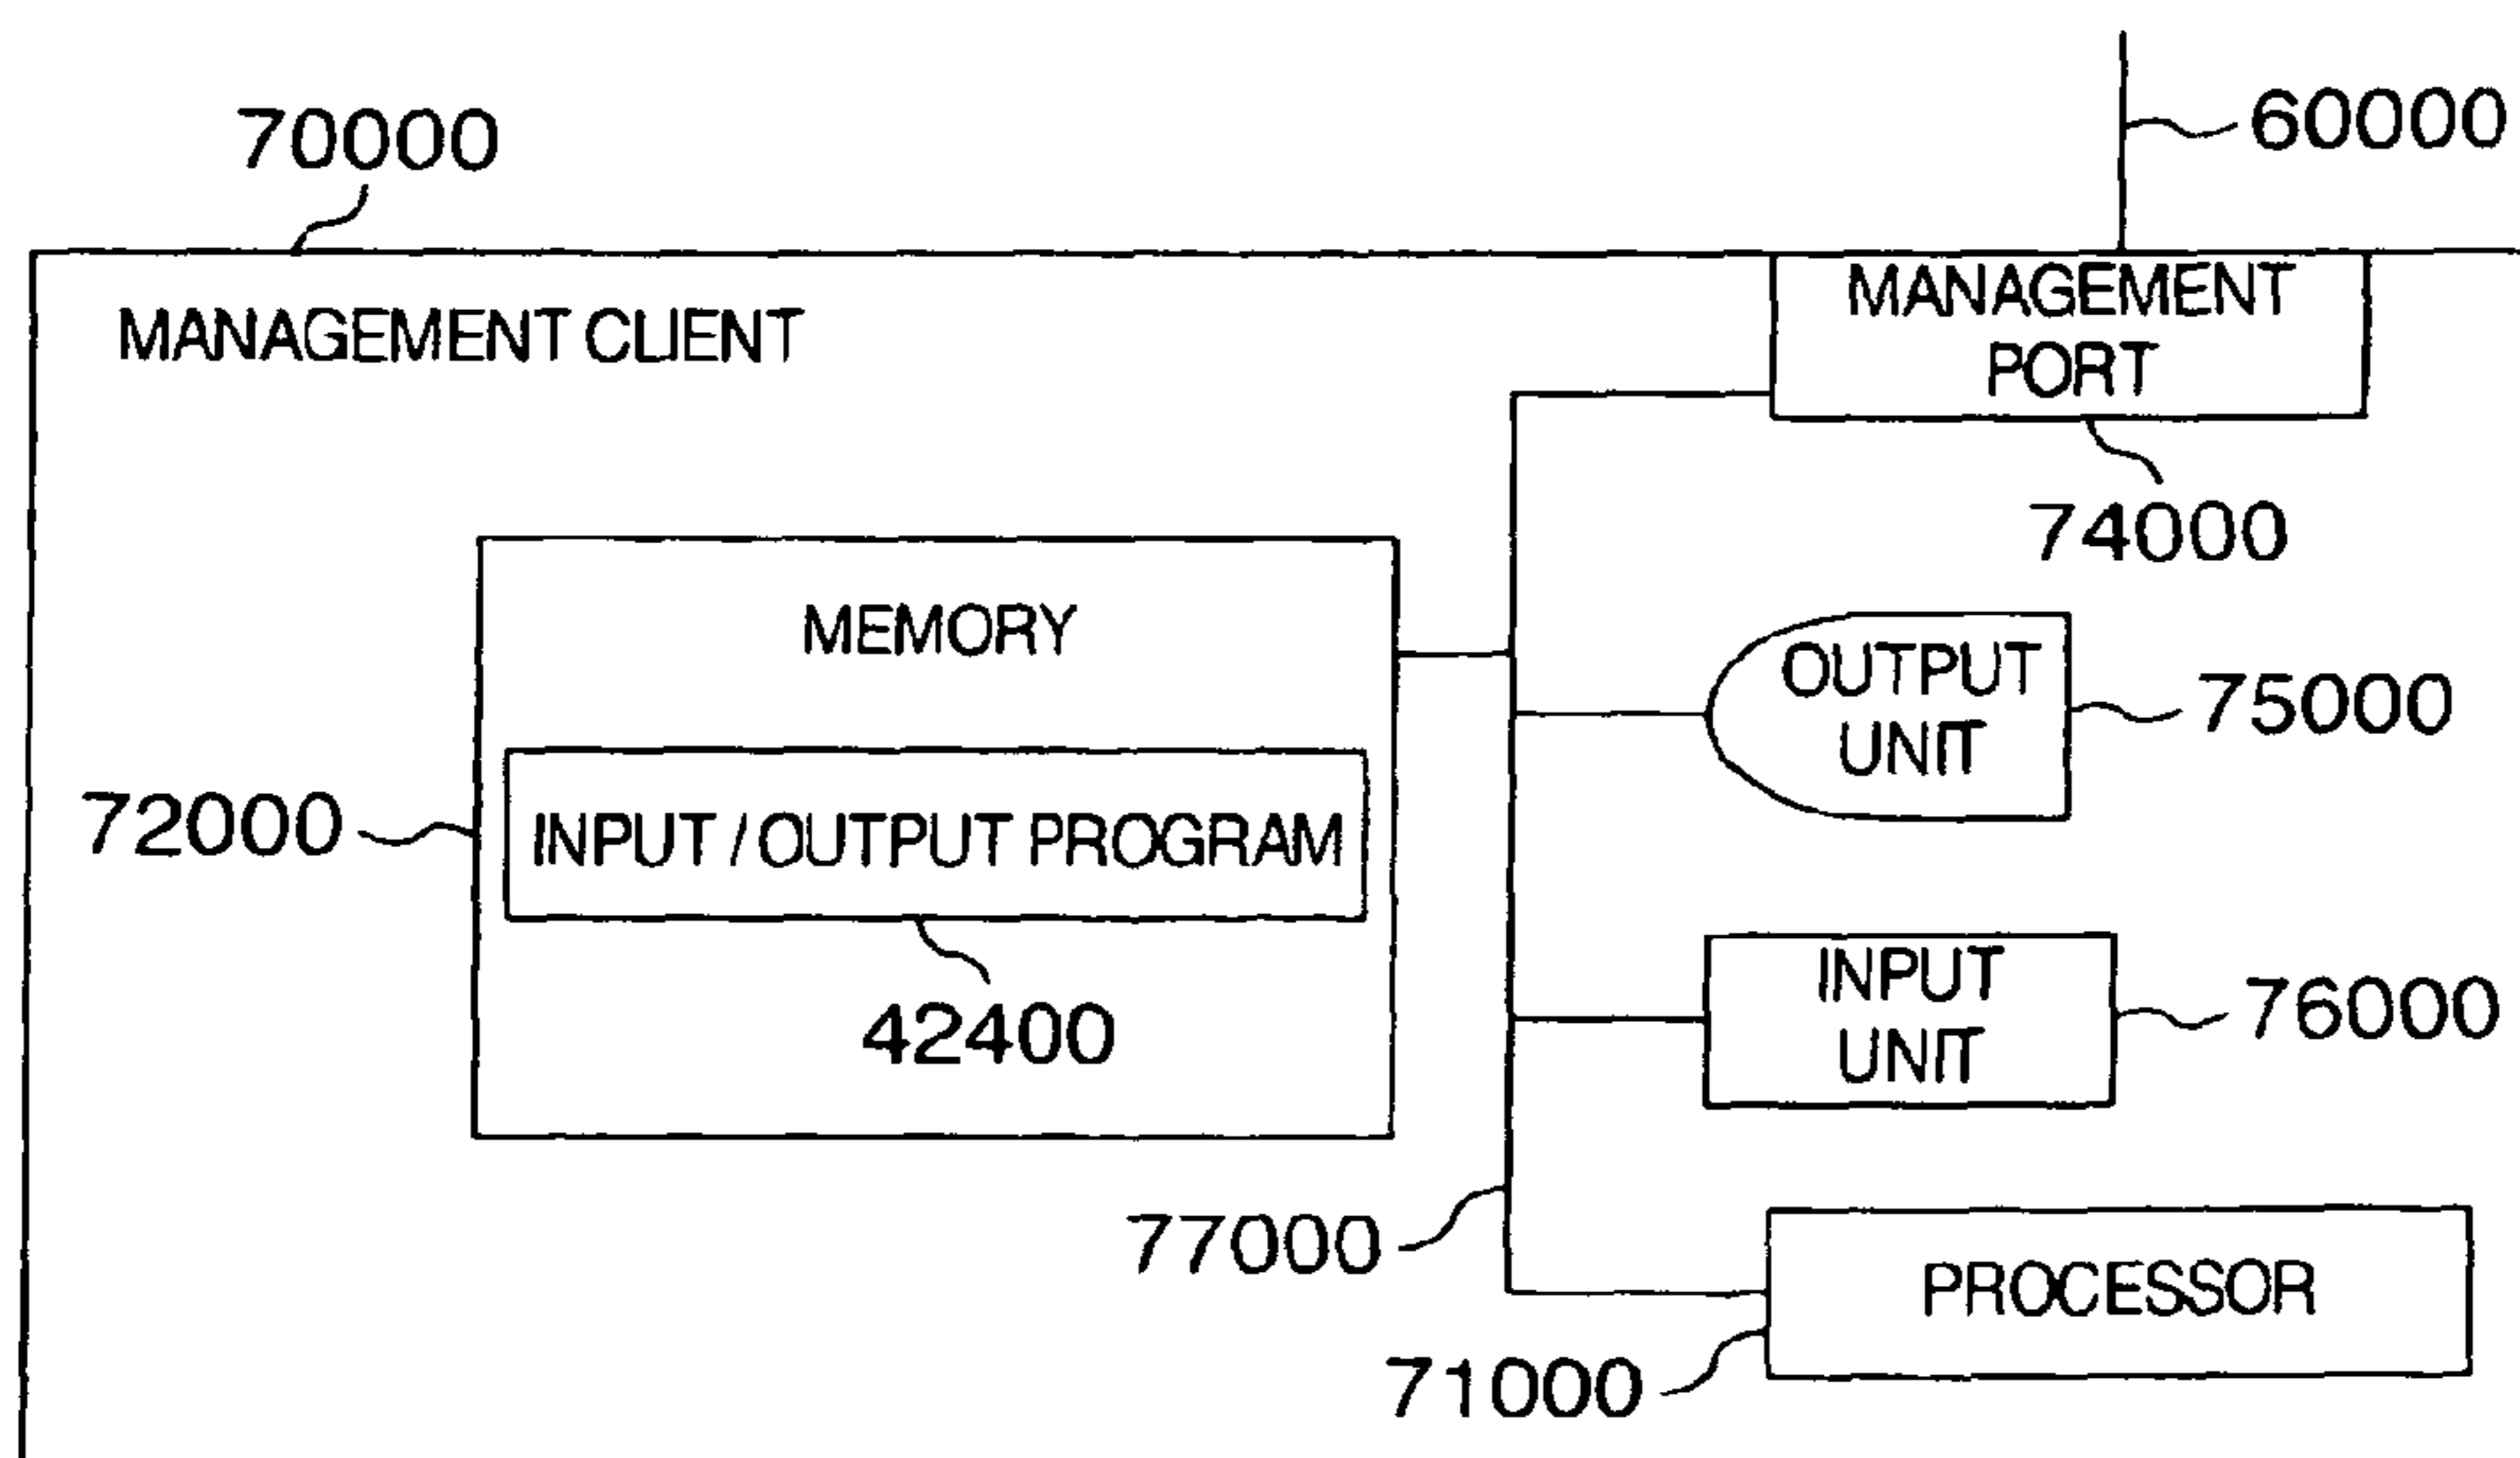 70000
60000
MANAGEMENT CLIENT
MANAGEMENT
PORT
74000
MEMORY
OUTPUT
UNIT
75000
72000
INPUT / OUTPUT PROGRAM
42400
INPUT
UNIT
76000
77000
PROCESSOR
71000